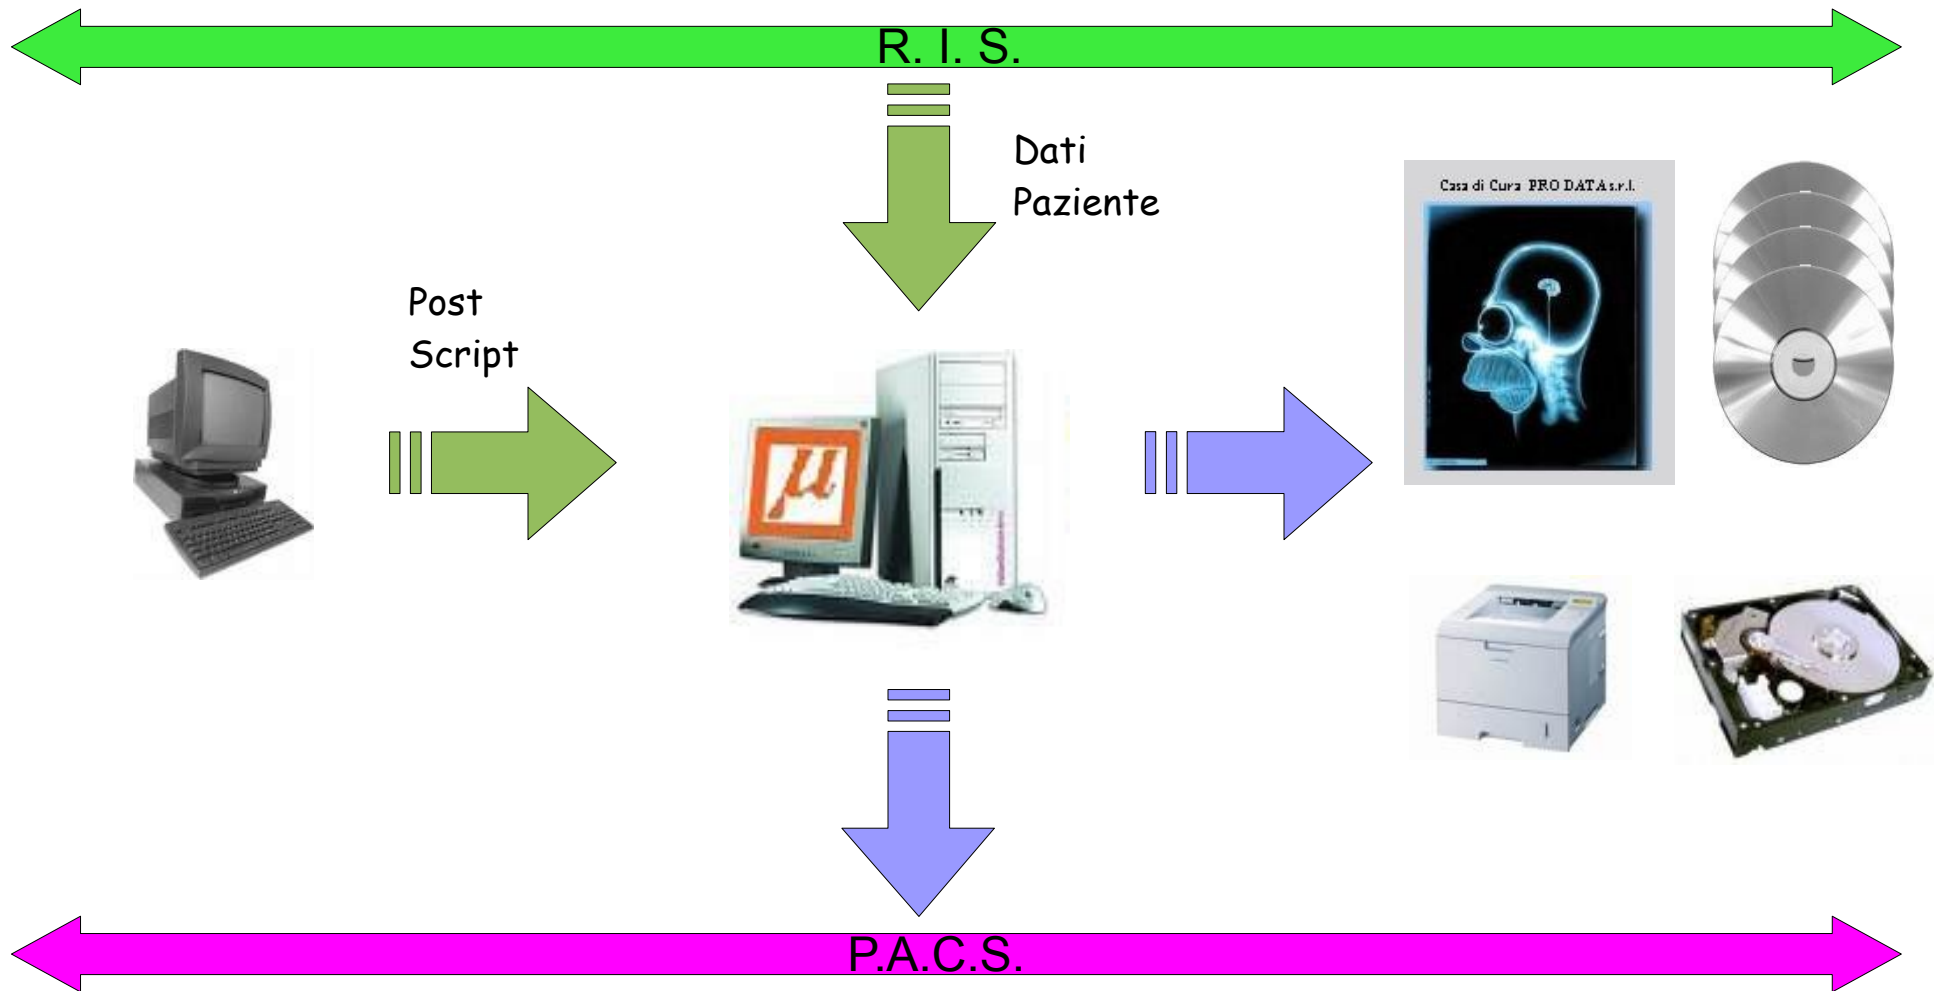 R. I. S.
Dati
Paziente
Casa di Cura PRO DATA s.r.l.
Post
Script
µ
P.A.C.S.